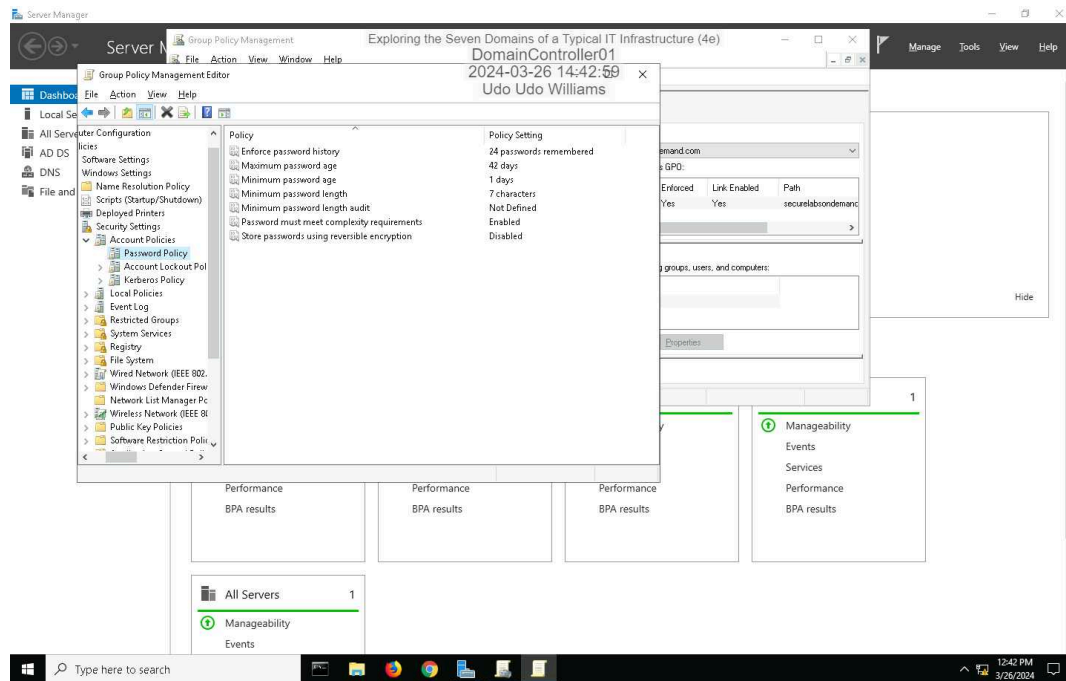 Server Manager
Server M
Manage Tools View Help
Group Policy Management
File Action View Window Help
Exploring the Seven Domains of a Typical IT Infrastructure (4e)
DomainController01
2024-03-26 14:42:59
Udo Udo Williams
Dashbo
Local Se
All Serve
AD DS
DNS
File and
Group Policy Management Editor
File Action View Help
uter Configuration
licies
Software Settings
Windows Settings
Name Resolution Policy
Scripts (Startup/Shutdown)
Deployed Printers
Security Settings
Account Policies
Password Policy
Account Lockout Pol
Kerberos Policy
Local Policies
Event Log
Restricted Groups
System Services
Registry
File System
Wired Network (IEEE 802.
Windows Defender Firew
Network List Manager Pc
Wireless Network (IEEE 80
Public Key Policies
Software Restriction Polic
Policy Policy Setting
Enforce password history 24 passwords remembered
Maximum password age 42 days
Minimum password age 1 days
Minimum password length 7 characters
Minimum password length audit Not Defined
Password must meet complexity requirements Enabled
Store passwords using reversible encryption Disabled
emand.com
s GPO:
Enforced Link Enabled Path
Yes Yes securelabsondemanc
g groups, users, and computers:
Properties
Hide
1
Manageability
Events
Services
Performance
BPA results
y
Performance
BPA results
Performance
BPA results
Performance
BPA results
All Servers 1
Manageability
Events
Type here to search
12:42 PM
3/26/2024